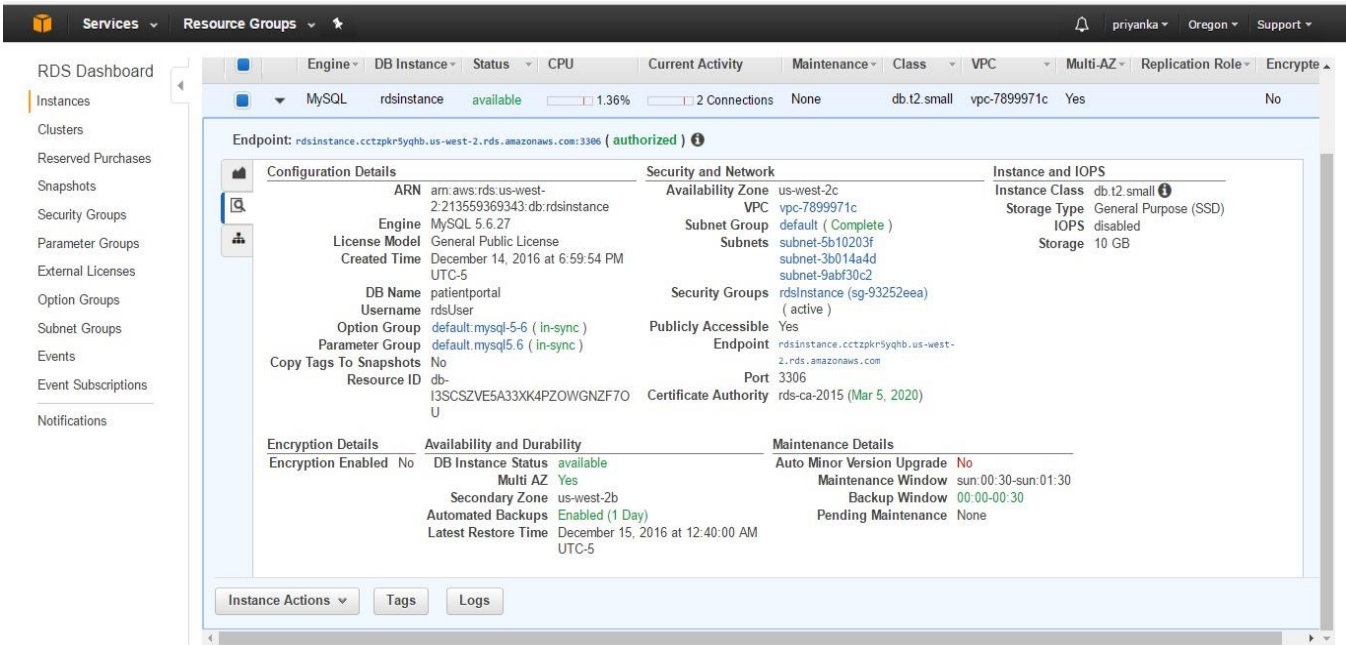 Services Resource Groups priyanka Oregon Support
RDS Dashboard
Instances
Clusters
Reserved Purchases
Snapshots
Security Groups
Parameter Groups
External Licenses
Option Groups
Subnet Groups
Events
Event Subscriptions
Notifications
Engine DB Instance Status CPU Current Activity Maintenance Class VPC Multi-AZ Replication Role Encrypte
MySQL rdsinstance available 1.36% 2 Connections None db.t2.small vpc-7899971c Yes No
Endpoint: rdsinstance.cctzpkr5yqhb.us-west-2.rds.amazonaws.com:3306 ( authorized )
Configuration Details
ARN arn:aws:rds:us-west-
2:213559369343:db:rdsinstance
Engine MySQL 5.6.27
License Model General Public License
Created Time December 14, 2016 at 6:59:54 PM
UTC-5
DB Name patientportal
Username rdsUser
Option Group default:mysql-5-6 ( in-sync )
Parameter Group default.mysql5.6 ( in-sync )
Copy Tags To Snapshots No
Resource ID db-
I3SCSZVE5A33XK4PZOWGNZF7O
U
Security and Network
Availability Zone us-west-2c
VPC vpc-7899971c
Subnet Group default ( Complete )
Subnets subnet-5b10203f
subnet-3b014a4d
subnet-9abf30c2
Security Groups rdsInstance (sg-93252eea)
( active )
Publicly Accessible Yes
Endpoint rdsinstance.cctzpkr5yqhb.us-west-
2.rds.amazonaws.com
Port 3306
Certificate Authority rds-ca-2015 (Mar 5, 2020)
Instance and IOPS
Instance Class db.t2.small
Storage Type General Purpose (SSD)
IOPS disabled
Storage 10 GB
Encryption Details
Encryption Enabled No
Availability and Durability
DB Instance Status available
Multi AZ Yes
Secondary Zone us-west-2b
Automated Backups Enabled (1 Day)
Latest Restore Time December 15, 2016 at 12:40:00 AM
UTC-5
Maintenance Details
Auto Minor Version Upgrade No
Maintenance Window sun:00:30-sun:01:30
Backup Window 00:00-00:30
Pending Maintenance None
Instance Actions Tags Logs